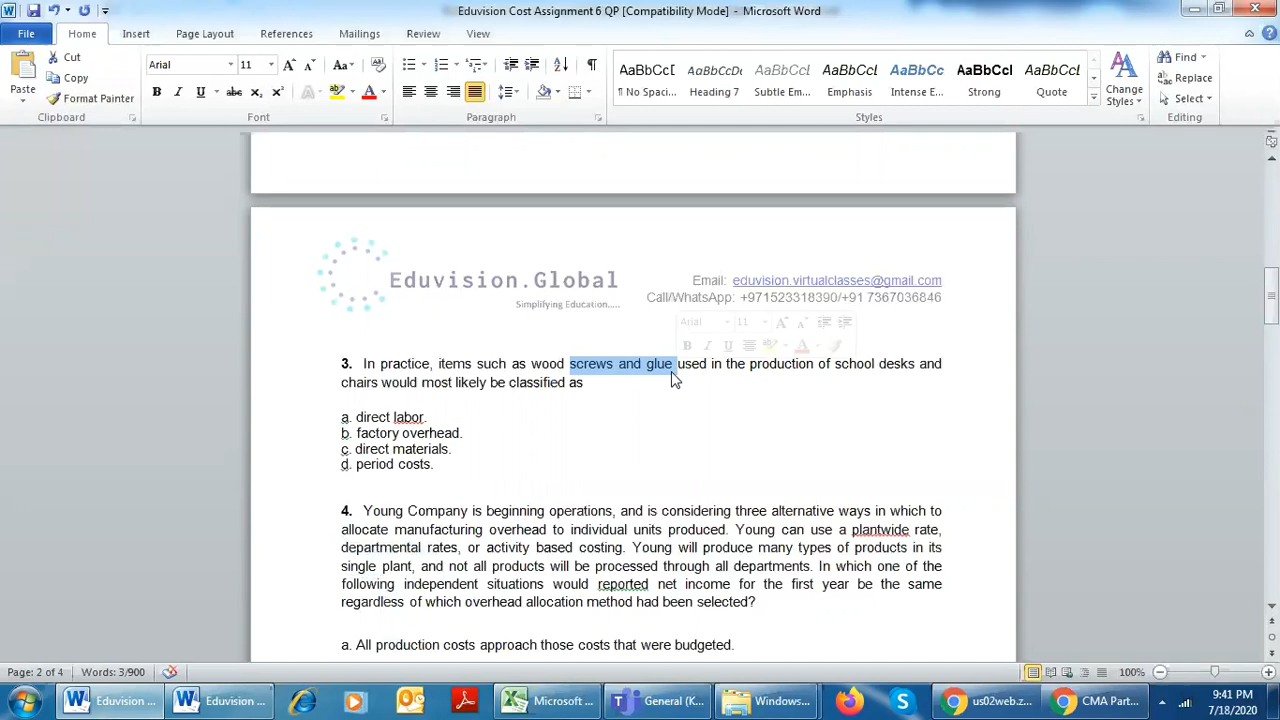 Eduvision Cost Assignment 6 QP [Compatibility Mode] - Microsoft Word
File Home Insert Page Layout References Mailings Review View
Paste
Cut
Copy
Format Painter
Clipboard
Arial 11
Font
Paragraph
AaBbCcD AaBbCcDc AaBbCcD AaBbCcD AaBbCc AaBbCcD AaBbCcD
¶ No Spaci... Heading 7 Subtle Em... Emphasis Intense E... Strong Quote
Styles
Change Styles
Find
Replace
Select
Editing
Eduvision.Global
Simplifying Education.....
Email: eduvision.virtualclasses@gmail.com
Call/WhatsApp: +971523318390/+91 7367036846
Arial 11
3. In practice, items such as wood screws and glue used in the production of school desks and
chairs would most likely be classified as
a. direct labor.
b. factory overhead.
c. direct materials.
d. period costs.
4. Young Company is beginning operations, and is considering three alternative ways in which to
allocate manufacturing overhead to individual units produced. Young can use a plantwide rate,
departmental rates, or activity based costing. Young will produce many types of products in its
single plant, and not all products will be processed through all departments. In which one of the
following independent situations would reported net income for the first year be the same
regardless of which overhead allocation method had been selected?
a. All production costs approach those costs that were budgeted.
Page: 2 of 4 Words: 3/900 100%
Eduvision ... Eduvision ... Microsoft ... General (K... Windows... us02web.z... CMA Part...
9:41 PM
7/18/2020